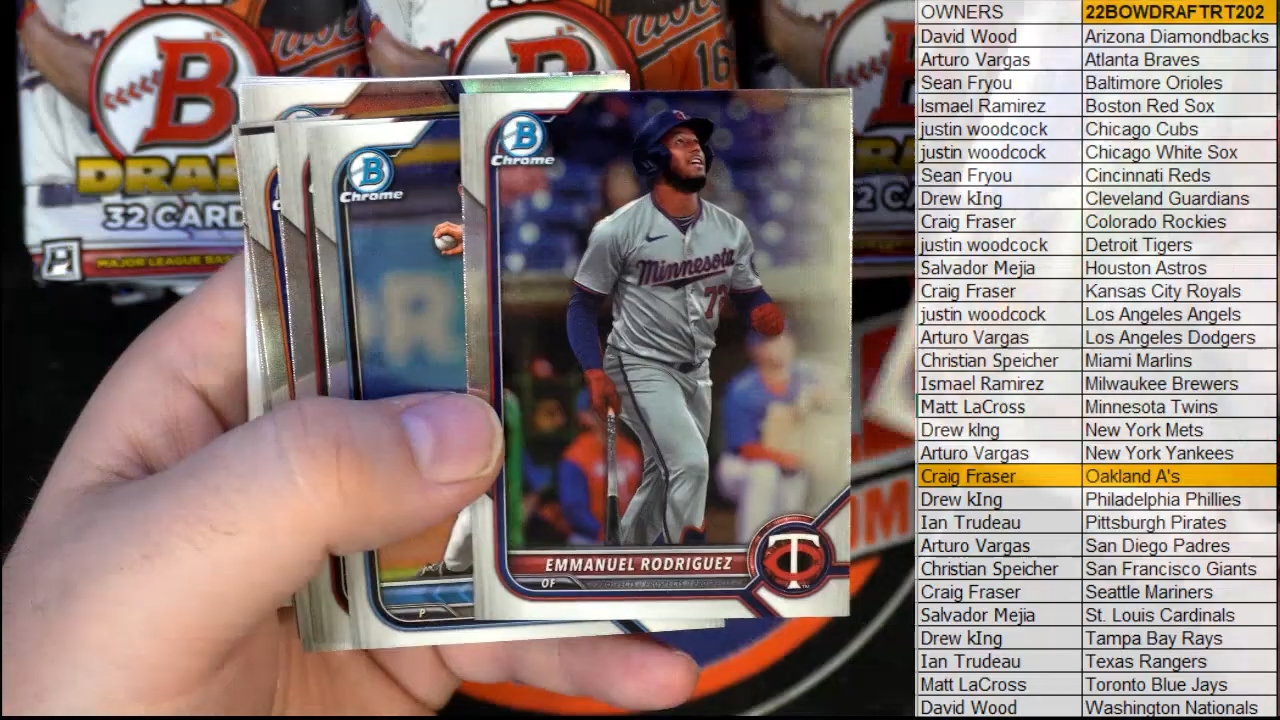 B
DRA
32 CARD
MAJOR LEAGUE BAS
16
B
Chrome
R
P
B
Chrome
Minnesota
72
EMMANUEL RODRIGUEZ
OF
T
OWNERS 22BOWDRAFTRT202
David Wood Arizona Diamondbacks
Arturo Vargas Atlanta Braves
Sean Fryou Baltimore Orioles
Ismael Ramirez Boston Red Sox
justin woodcock Chicago Cubs
justin woodcock Chicago White Sox
Sean Fryou Cincinnati Reds
Drew kIng Cleveland Guardians
Craig Fraser Colorado Rockies
justin woodcock Detroit Tigers
Salvador Mejia Houston Astros
Craig Fraser Kansas City Royals
justin woodcock Los Angeles Angels
Arturo Vargas Los Angeles Dodgers
Christian Speicher Miami Marlins
Ismael Ramirez Milwaukee Brewers
Matt LaCross Minnesota Twins
Drew kIng New York Mets
Arturo Vargas New York Yankees
Craig Fraser Oakland A's
Drew kIng Philadelphia Phillies
Ian Trudeau Pittsburgh Pirates
Arturo Vargas San Diego Padres
Christian Speicher San Francisco Giants
Craig Fraser Seattle Mariners
Salvador Mejia St. Louis Cardinals
Drew kIng Tampa Bay Rays
Ian Trudeau Texas Rangers
Matt LaCross Toronto Blue Jays
David Wood Washington Nationals